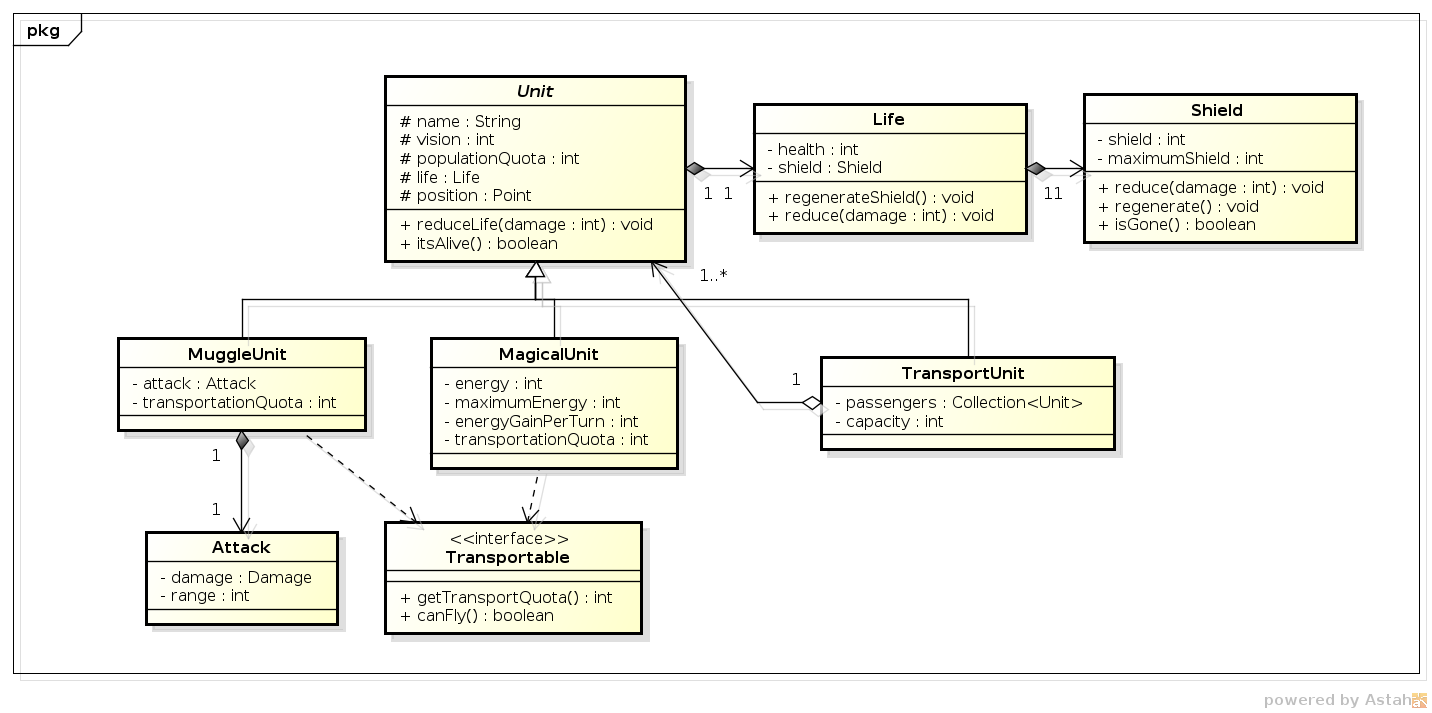 pkg
Unit
# name : String
# vision : int
# populationQuota : int
# life : Life
# position : Point
+ reduceLife(damage : int) : void
+ itsAlive() : boolean
1
1
Life
- health : int
- shield : Shield
+ regenerateShield() : void
+ reduce(damage : int) : void
11
Shield
- shield : int
- maximumShield : int
+ reduce(damage : int) : void
+ regenerate() : void
+ isGone() : boolean
1..*
1
MuggleUnit
- attack : Attack
- transportationQuota : int
MagicalUnit
- energy : int
- maximumEnergy : int
- energyGainPerTurn : int
- transportationQuota : int
TransportUnit
- passengers : Collection<Unit>
- capacity : int
1
1
Attack
- damage : Damage
- range : int
<<interface>>
Transportable
+ getTransportQuota() : int
+ canFly() : boolean
powered by Astah